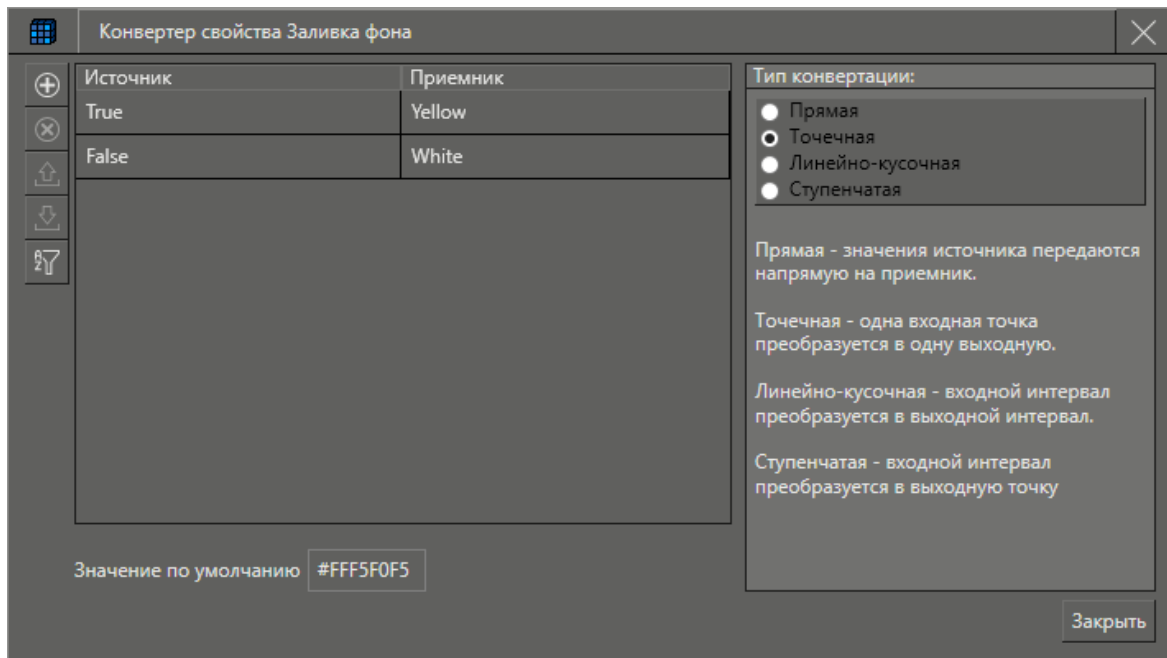 Конвертер свойства Заливка фона
Источник Приемник
True Yellow
False White
Значение по умолчанию #FFF5F0F5
Тип конвертации:
Прямая
Точечная
Линейно-кусочная
Ступенчатая
Прямая - значения источника передаются
напрямую на приемник.
Точечная - одна входная точка
преобразуется в одну выходную.
Линейно-кусочная - входной интервал
преобразуется в выходной интервал.
Ступенчатая - входной интервал
преобразуется в выходную точку
Закрыть